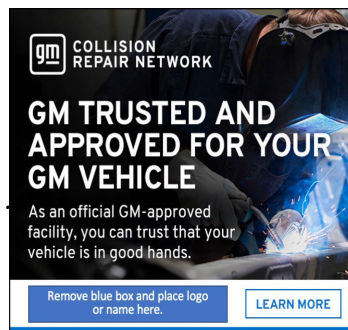 gm
COLLISION
REPAIR NETWORK
GM TRUSTED AND
APPROVED FOR YOUR
GM VEHICLE
As an official GM-approved
facility, you can trust that your
vehicle is in good hands.
Remove blue box and place logo
or name here.
LEARN MORE